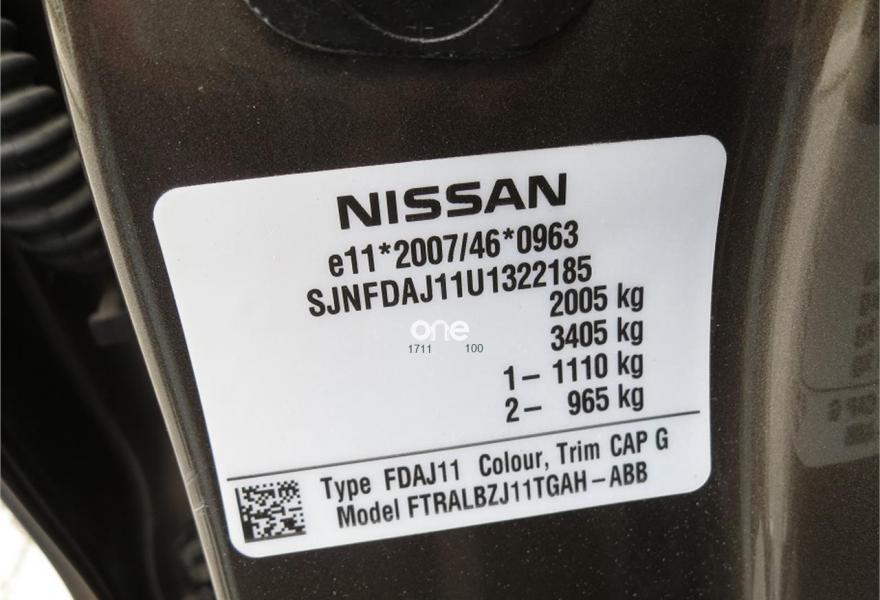 NISSAN
e11*2007/46*0963
SJNFDAJ11U1322185
2005 kg
3405 kg
1– 1110 kg
2– 965 kg
one
1711 100
Type FDAJ11 Colour, Trim CAP G
Model FTRALBZJ11TGAH–ABB